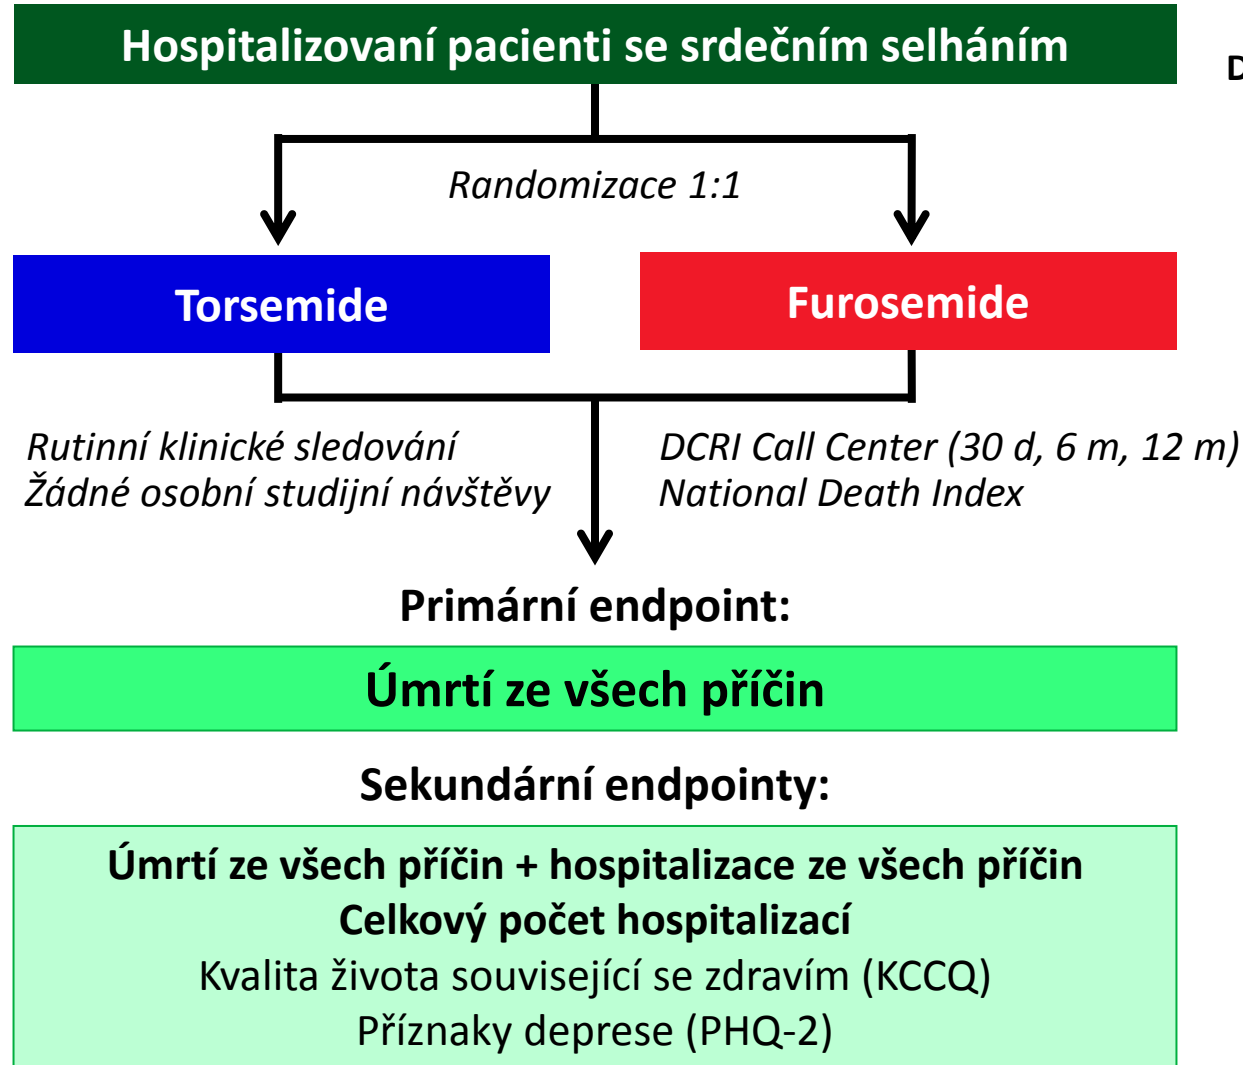 Hospitalizovaní pacienti se srdečním selháním
D
Randomizace 1:1
Torsemide
Furosemide
Rutinní klinické sledování
Žádné osobní studijní návštěvy
DCRI Call Center (30 d, 6 m, 12 m)
National Death Index
Primární endpoint:
Úmrtí ze všech příčin
Sekundární endpointy:
Úmrtí ze všech příčin + hospitalizace ze všech příčin
Celkový počet hospitalizací
Kvalita života související se zdravím (KCCQ)
Příznaky deprese (PHQ-2)